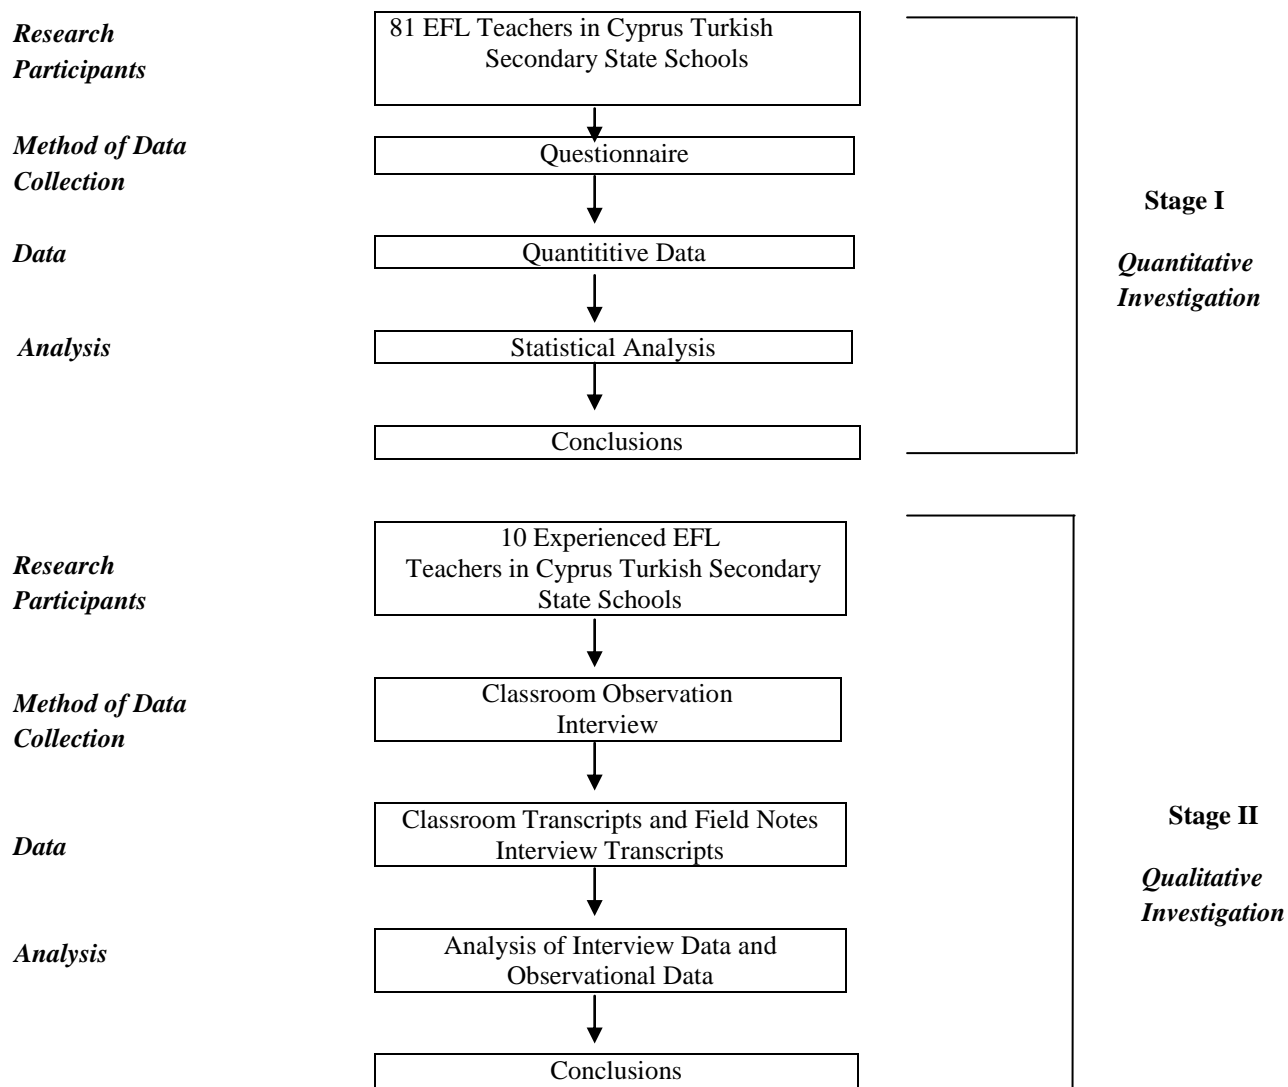 Research
Participants
81 EFL Teachers in Cyprus Turkish
Secondary State Schools
Method of Data
Collection
Questionnaire
Data
Quantititive Data
Analysis
Statistical Analysis
Conclusions
Stage I
Quantitative
Investigation
Research
Participants
10 Experienced EFL
Teachers in Cyprus Turkish Secondary
State Schools
Method of Data
Collection
Classroom Observation
Interview
Data
Classroom Transcripts and Field Notes
Interview Transcripts
Analysis
Analysis of Interview Data and
Observational Data
Conclusions
Stage II
Qualitative
Investigation